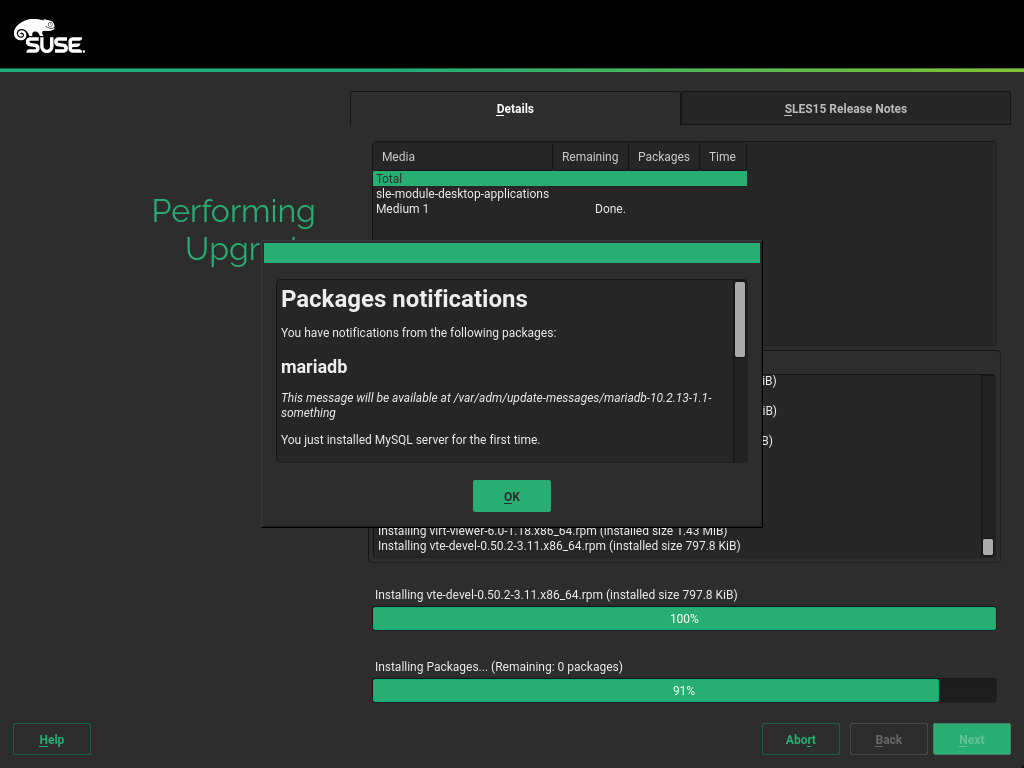 SUSE.
Details
SLES15 Release Notes
Media Remaining Packages Time
Total
sle-module-desktop-applications
Medium 1 Done.
Performing
Upgr
Packages notifications
You have notifications from the following packages:
mariadb
This message will be available at /var/adm/update-messages/mariadb-10.2.13-1.1-
something
You just installed MySQL server for the first time.
OK
iB)
iB)
B)
Installing virt-viewer-6.0-1.18.x86_64.rpm (installed size 1.43 MiB)
Installing vte-devel-0.50.2-3.11.x86_64.rpm (installed size 797.8 KiB)
Installing vte-devel-0.50.2-3.11.x86_64.rpm (installed size 797.8 KiB)
100%
Installing Packages... (Remaining: 0 packages)
91%
Help
Abort
Back
Next